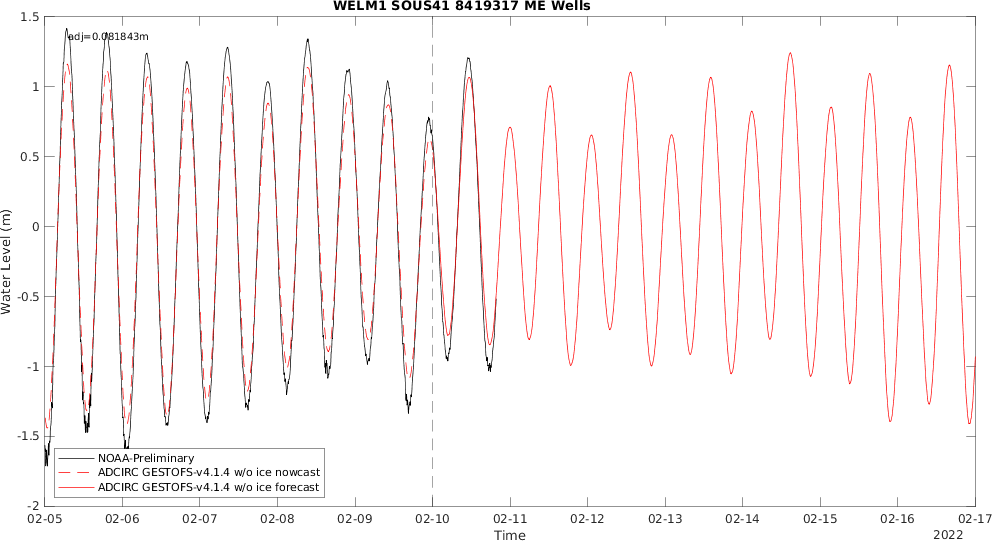 WELM1 SOUS41 8419317 ME Wells
adj=0.081843m
1.5
1
0.5
0
-0.5
-1
-1.5
-2
Water Level (m)
NOAA-Preliminary
ADCIRC GESTOFS-v4.1.4 w/o ice nowcast
ADCIRC GESTOFS-v4.1.4 w/o ice forecast
02-05 02-06 02-07 02-08 02-09 02-10 02-11 02-12 02-13 02-14 02-15 02-16 02-17
Time
2022